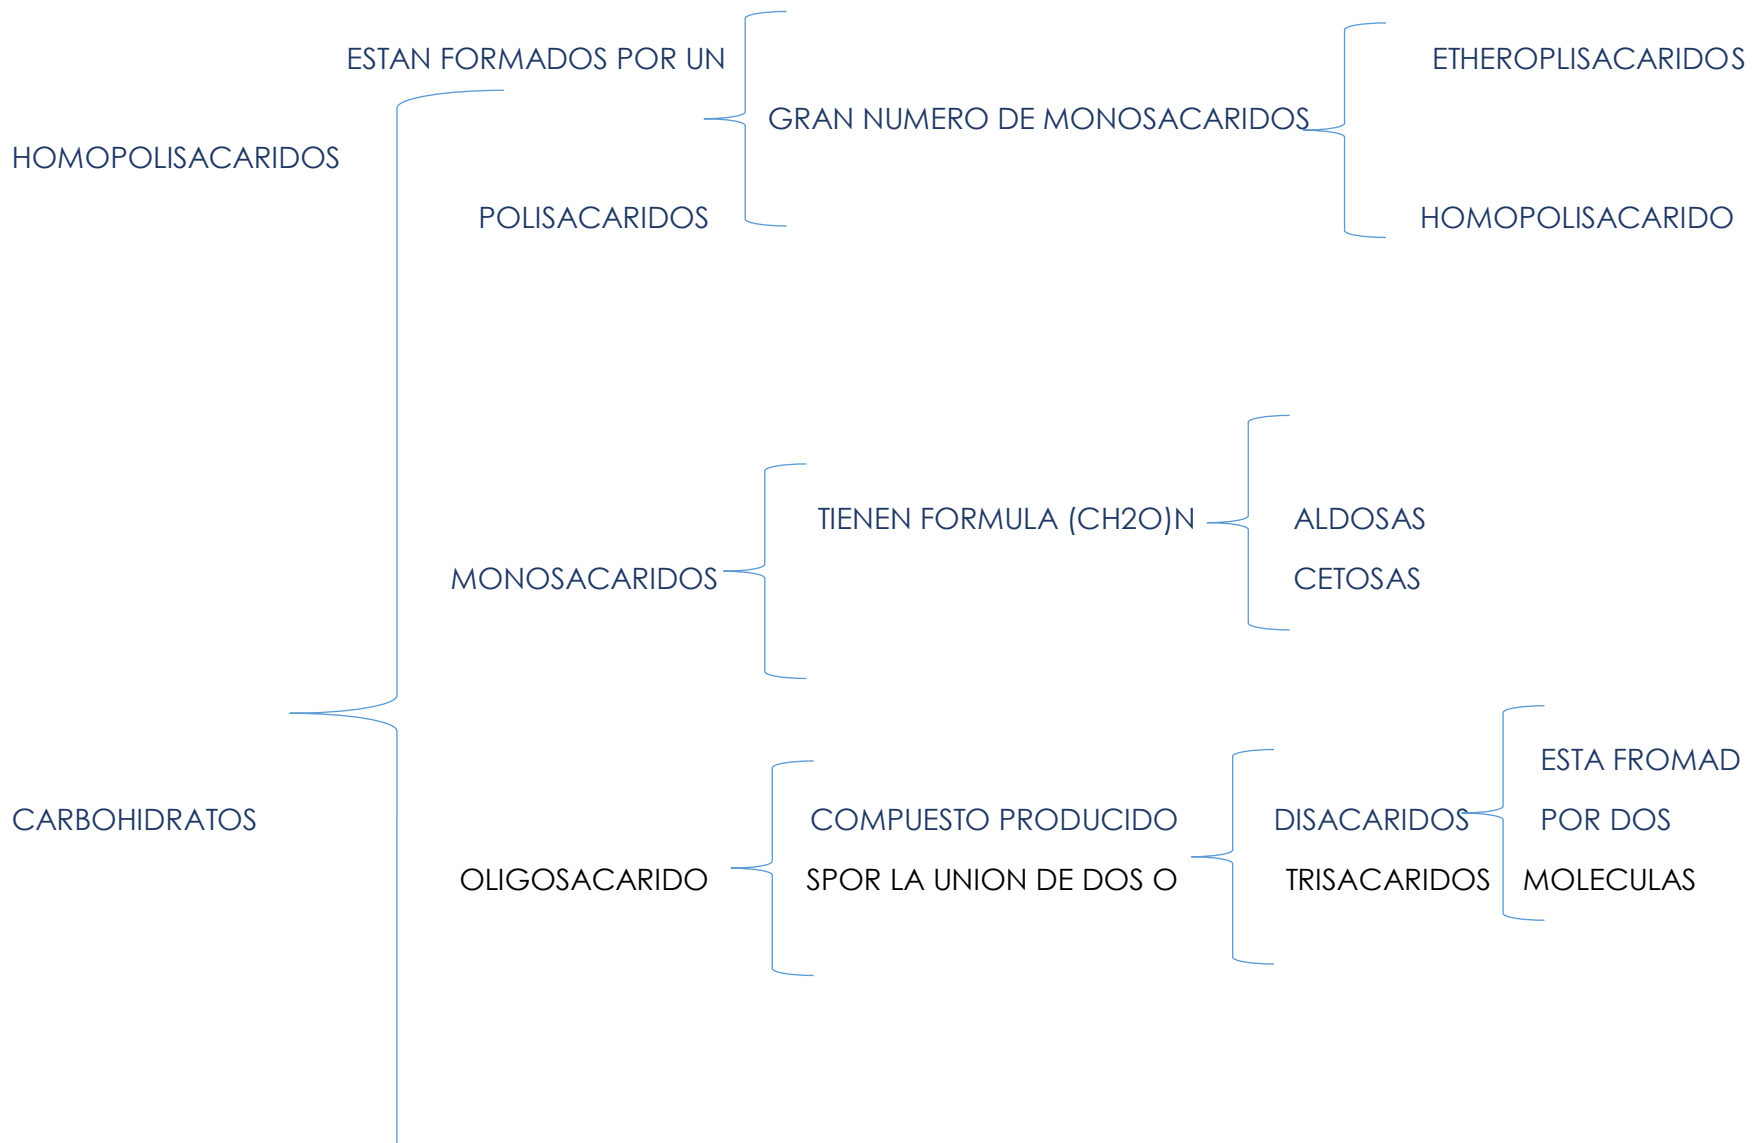 ESTAN FORMADOS POR UN
ETHEROPLISACARIDOS
GRAN NUMERO DE MONOSACARIDOS
HOMOPOLISACARIDOS
POLISACARIDOS
HOMOPOLISACARIDO
TIENEN FORMULA (CH2O)N
ALDOSAS
MONOSACARIDOS
CETOSAS
ESTA FROMAD
CARBOHIDRATOS
COMPUESTO PRODUCIDO
DISACARIDOS
POR DOS
OLIGOSACARIDO
SPOR LA UNION DE DOS O
TRISACARIDOS
MOLECULAS